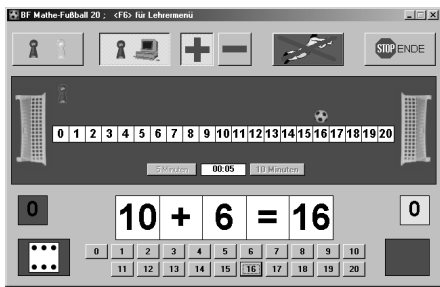 BF Mathe-Fußball 20 ; <F6> für Lehrermenü
STOP ENDE
0 1 2 3 4 5 6 7 8 9 10 11 12 13 14 15 16 17 18 19 20
5 Minuten 00:05 10 Minuten
0 10 + 6 = 16 0
0 1 2 3 4 5 6 7 8 9 10
11 12 13 14 15 16 17 18 19 20